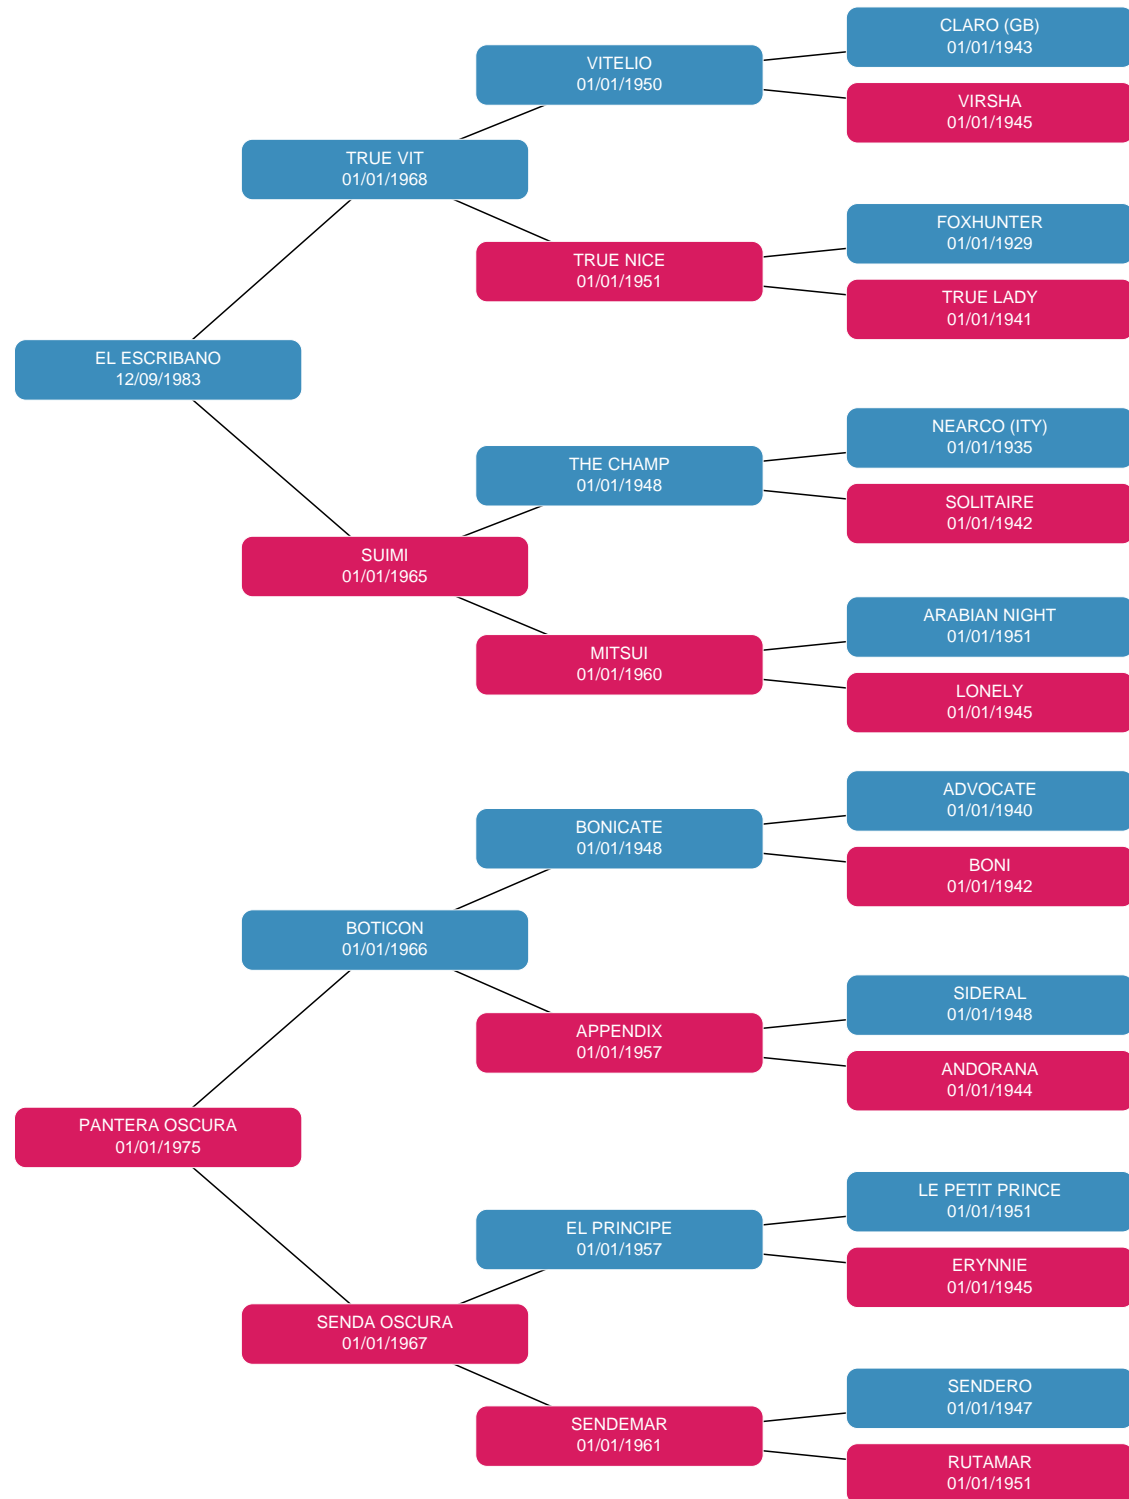 CLARO (GB)
01/01/1943
VITELIO
01/01/1950
VIRSHA
01/01/1945
TRUE VIT
01/01/1968
FOXHUNTER
01/01/1929
TRUE NICE
01/01/1951
TRUE LADY
01/01/1941
EL ESCRIBANO
12/09/1983
NEARCO (ITY)
01/01/1935
THE CHAMP
01/01/1948
SOLITAIRE
01/01/1942
SUIMI
01/01/1965
ARABIAN NIGHT
01/01/1951
MITSUI
01/01/1960
LONELY
01/01/1945
ADVOCATE
01/01/1940
BONICATE
01/01/1948
BONI
01/01/1942
BOTICON
01/01/1966
SIDERAL
01/01/1948
APPENDIX
01/01/1957
ANDORANA
01/01/1944
PANTERA OSCURA
01/01/1975
LE PETIT PRINCE
01/01/1951
EL PRINCIPE
01/01/1957
ERYNNIE
01/01/1945
SENDA OSCURA
01/01/1967
SENDERO
01/01/1947
SENDEMAR
01/01/1961
RUTAMAR
01/01/1951